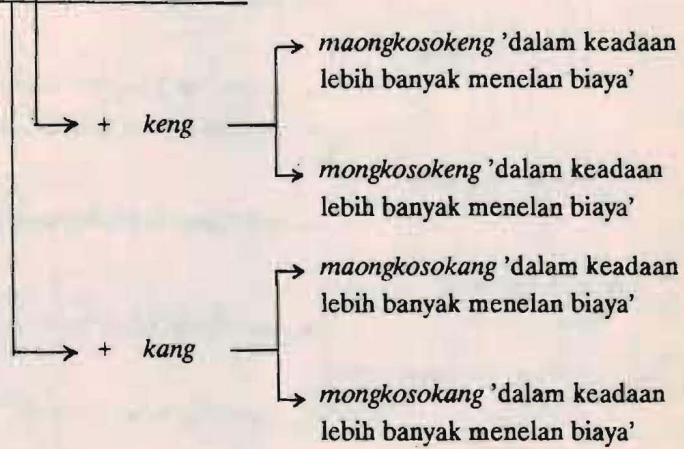 maongkosokeng 'dalam keadaan
lebih banyak menelan biaya'
+ keng
mongkosokeng 'dalam keadaan
lebih banyak menelan biaya'
maongkosokang 'dalam keadaan
lebih banyak menelan biaya'
+ kang
mongkosokang 'dalam keadaan
lebih banyak menelan biaya'